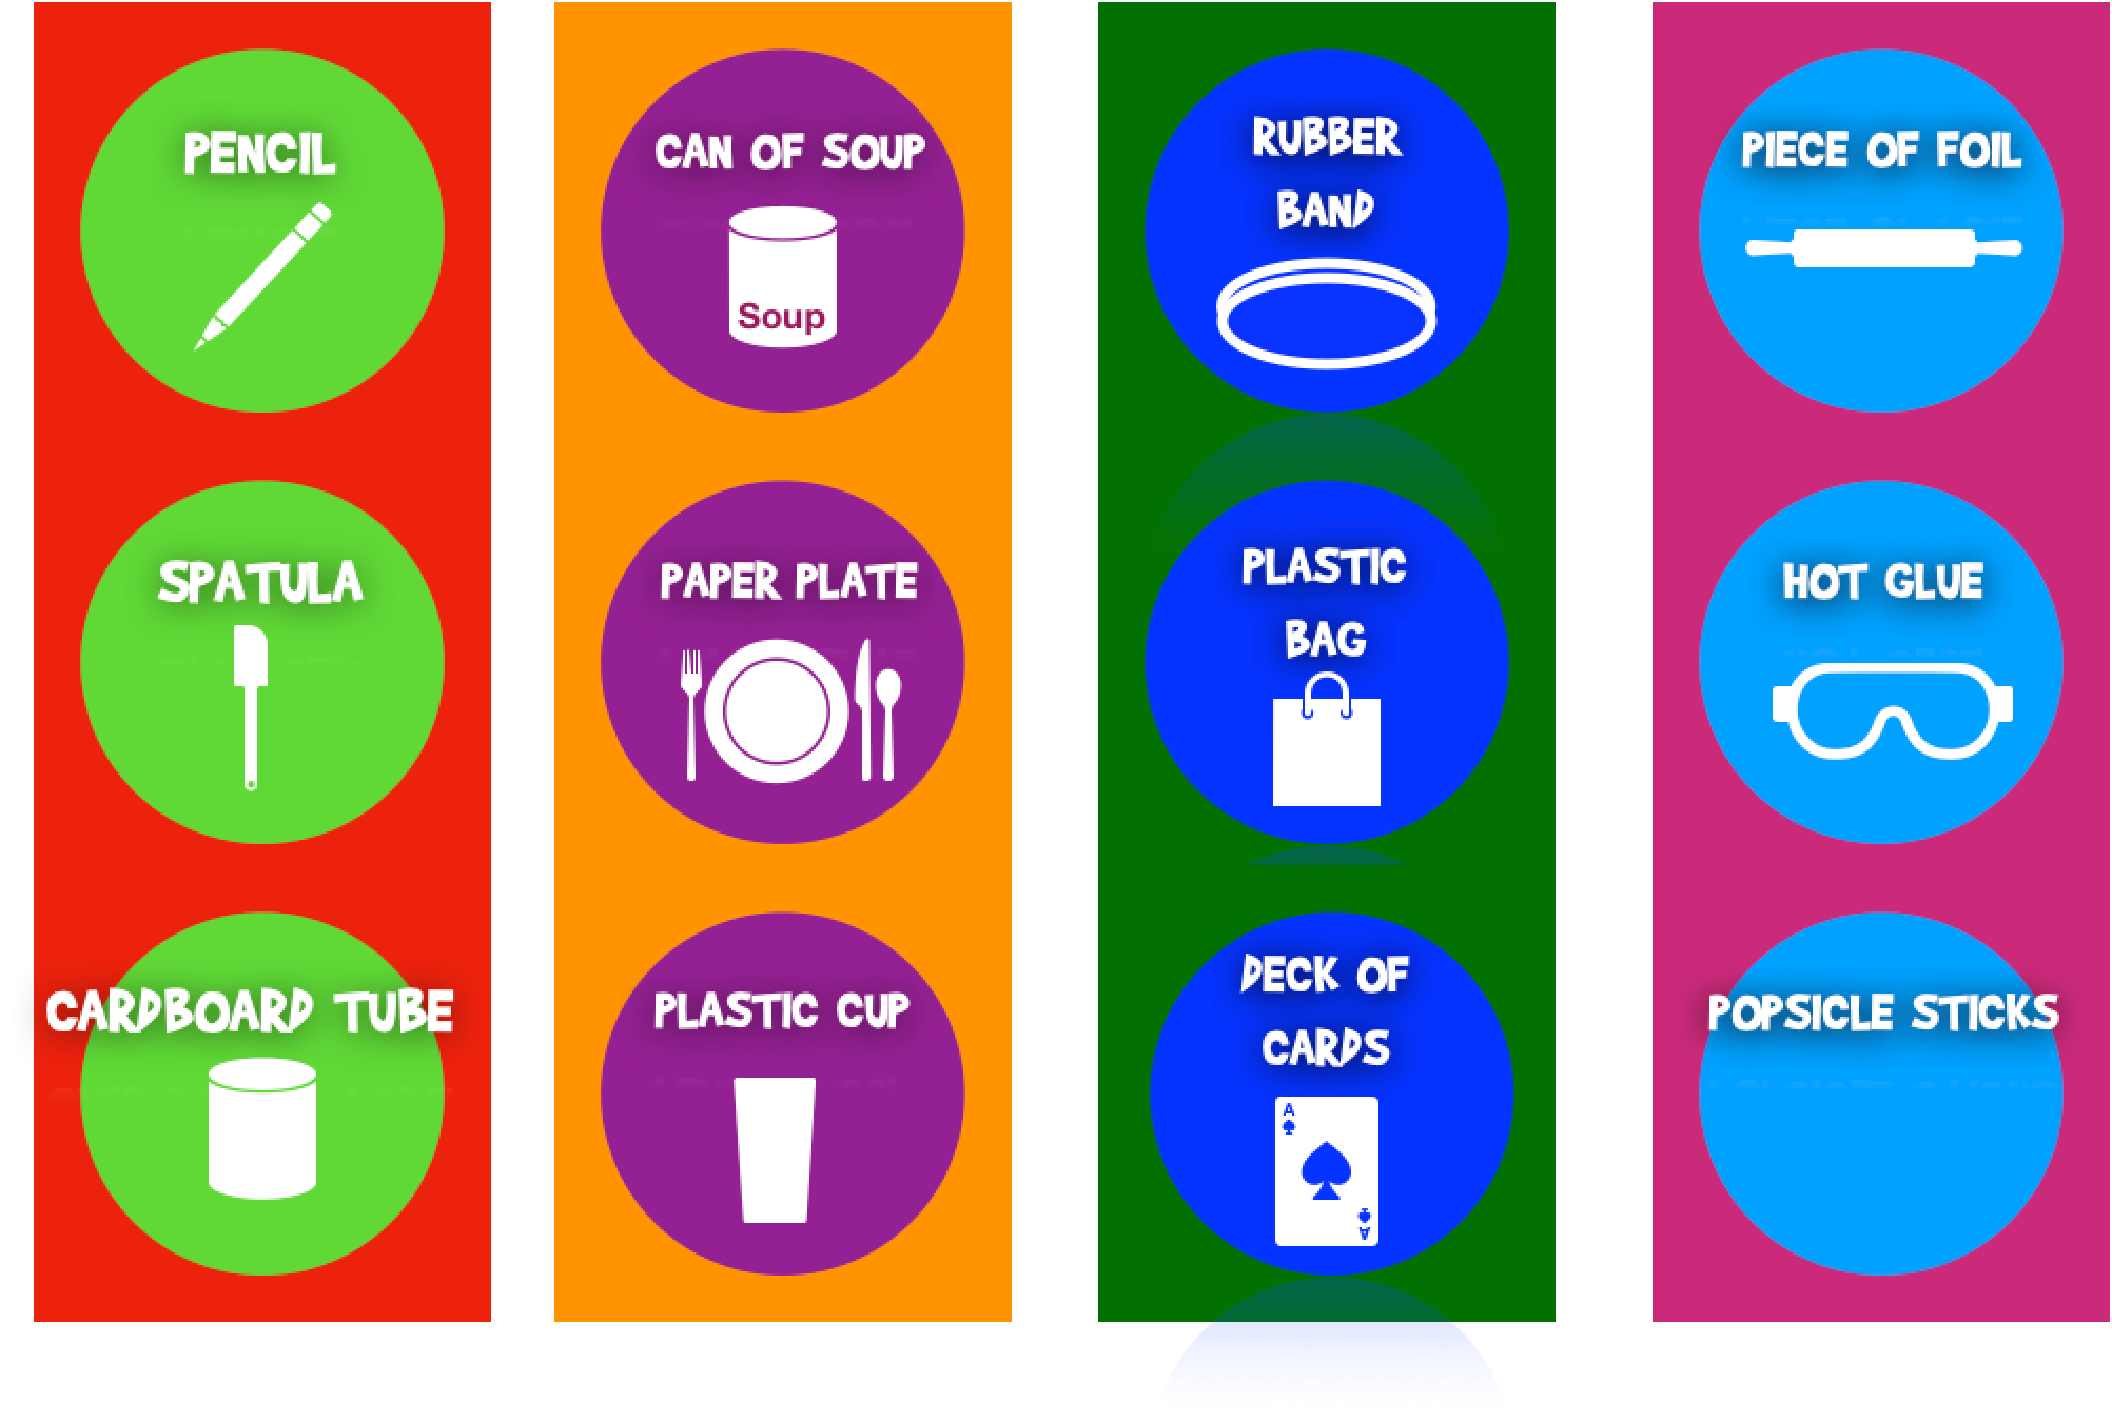 PENCIL
SPATULA
CARDBOARD TUBE
CAN OF SOUP
Soup
PAPER PLATE
PLASTIC CUP
RUBBER
BAND
PLASTIC
BAG
DECK OF
CARDS
A
A
PIECE OF FOIL
HOT GLUE
POPSICLE STICKS